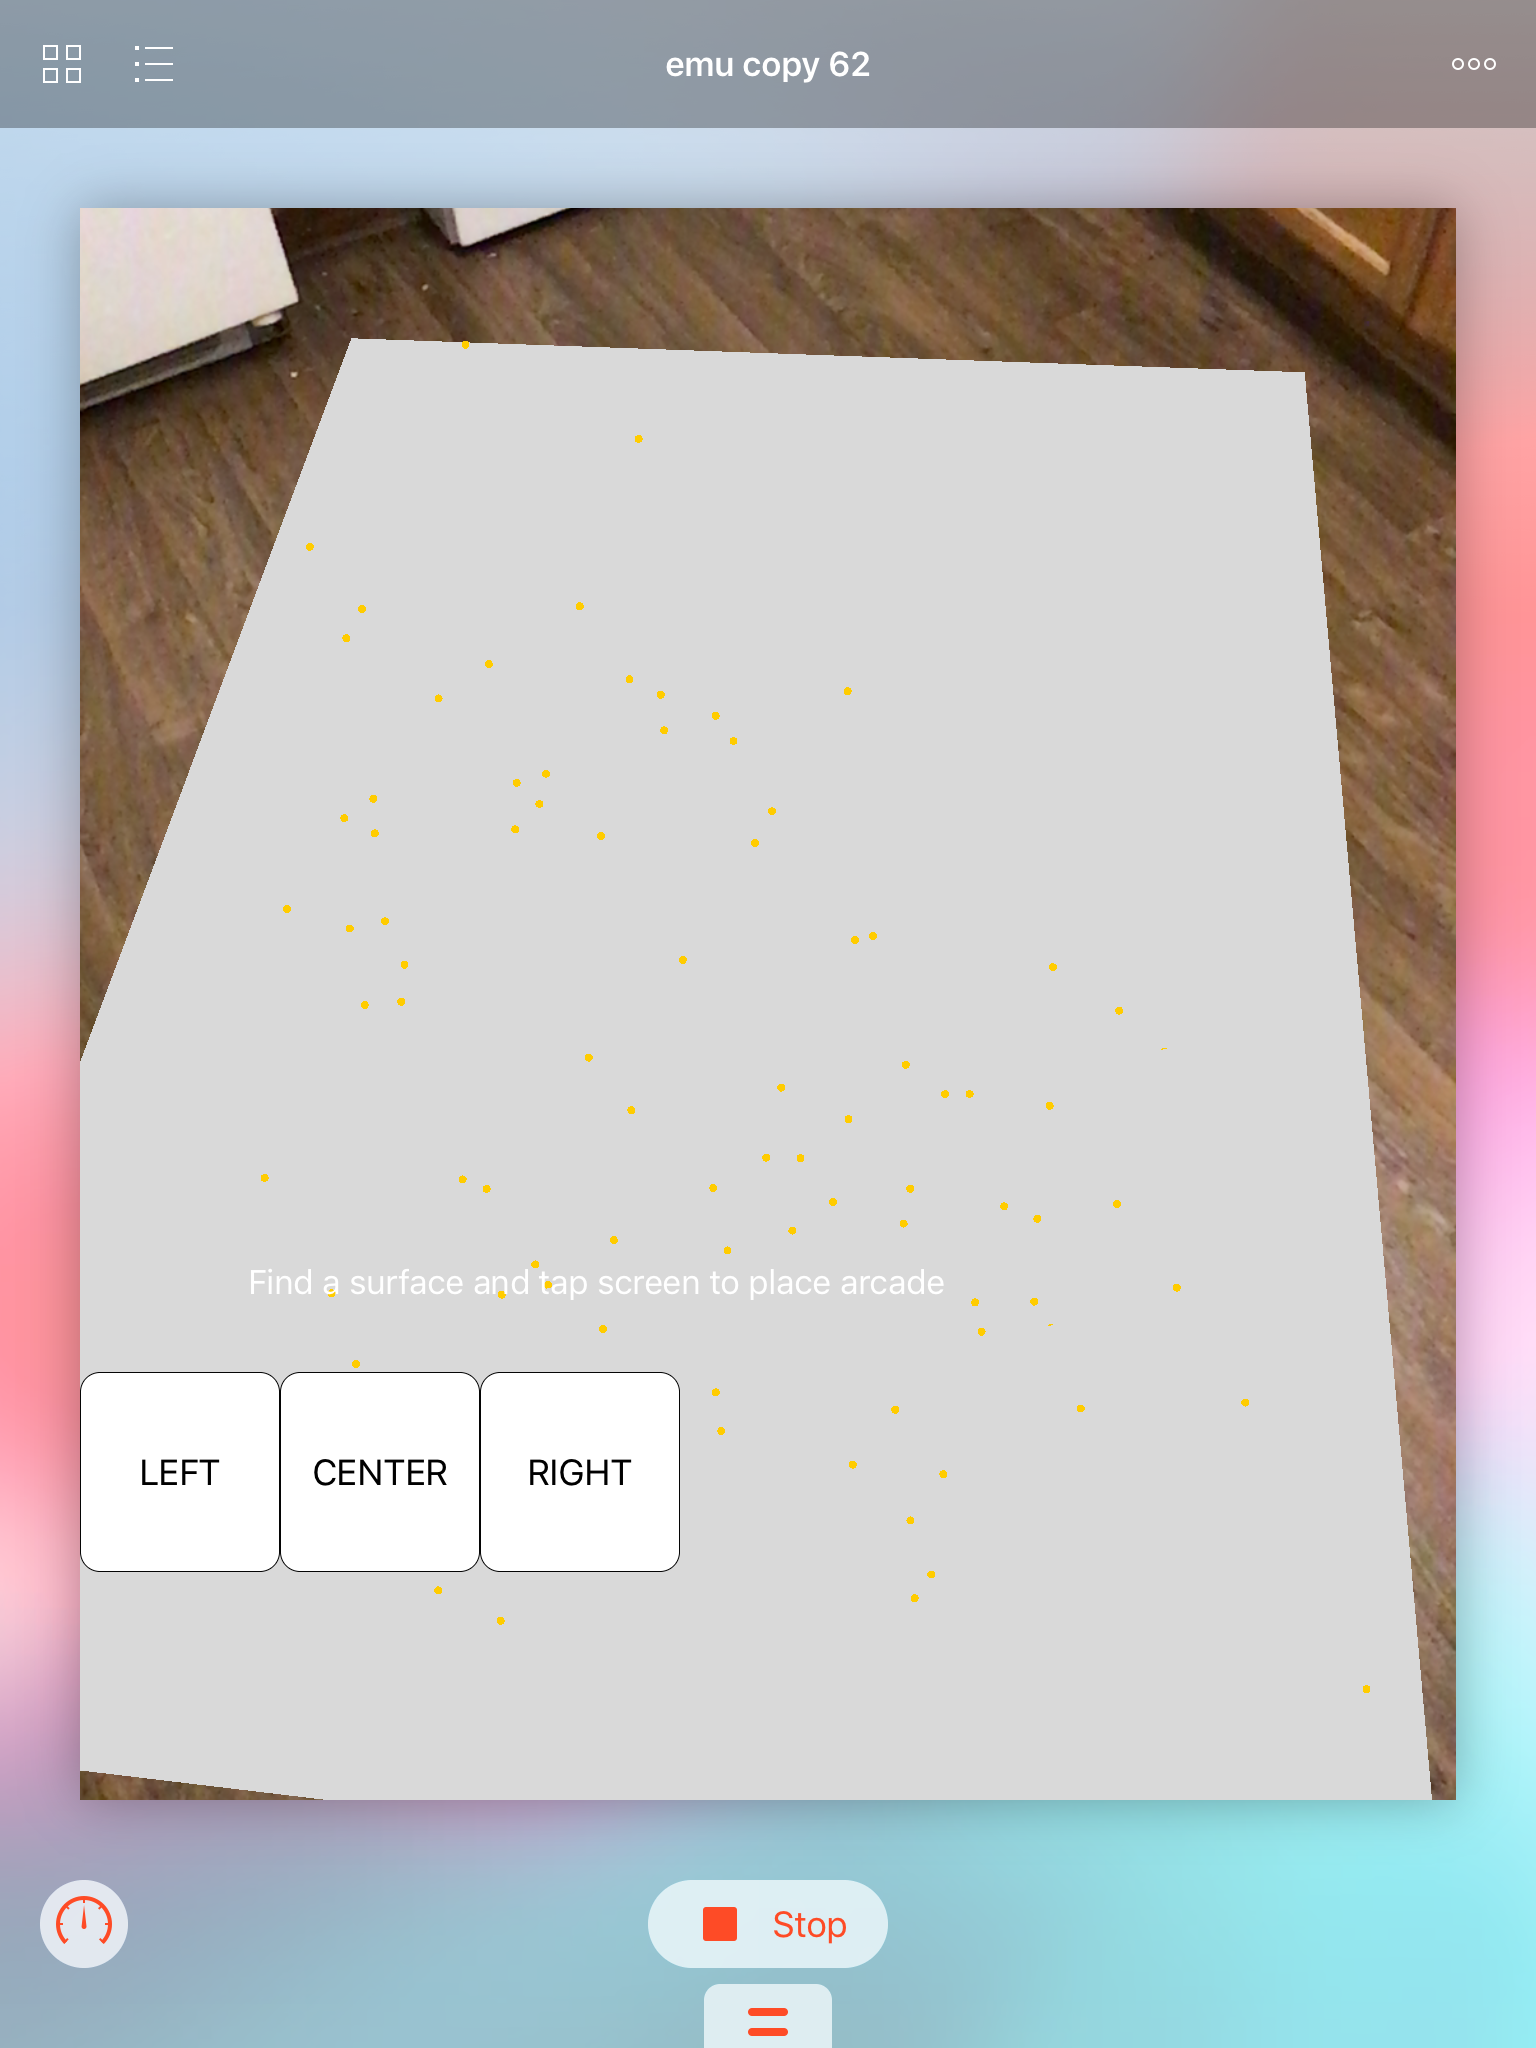 emu copy 62
Find a surface and tap screen to place arcade
LEFT
CENTER
RIGHT
Stop